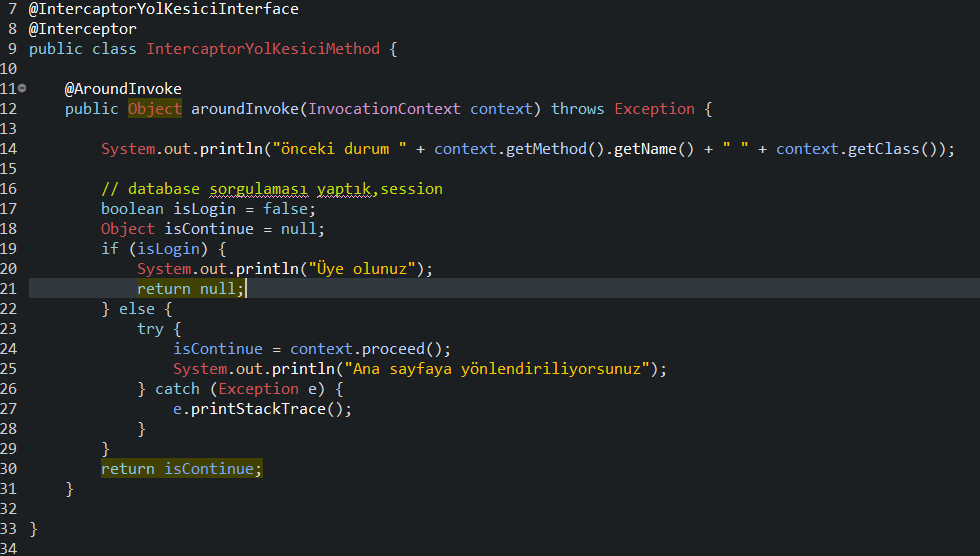 7 @IntercaptorYolKesiciInterface
8 @Interceptor
9 public class IntercaptorYolKesiciMethod {
10
11 @AroundInvoke
12 public Object aroundInvoke(InvocationContext context) throws Exception {
13
14 System.out.println("önceki durum " + context.getMethod().getName() + " " + context.getClass());
15
16 // database sorgulaması yaptık,session
17 boolean isLogin = false;
18 Object isContinue = null;
19 if (isLogin) {
20 System.out.println("Üye olunuz");
21 return null;
22 } else {
23 try {
24 isContinue = context.proceed();
25 System.out.println("Ana sayfaya yönlendiriliyorsunuz");
26 } catch (Exception e) {
27 e.printStackTrace();
28 }
29 }
30 return isContinue;
31 }
32
33 }
34